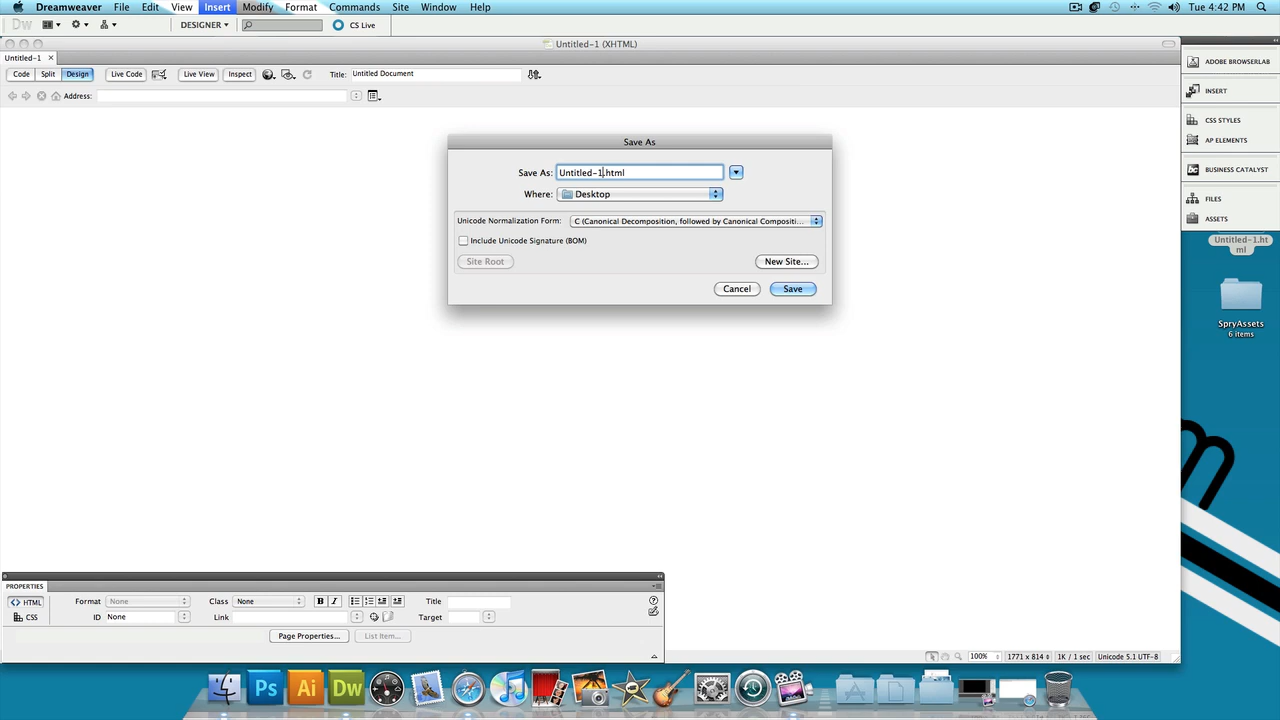 Dreamweaver File Edit View Insert Modify Format Commands Site Window Help Tue 4:42 PM
Dw DESIGNER CS Live
Untitled-1 (XHTML)
Untitled-1
Code Split Design Live Code Live View Inspect Title: Untitled Document
Address:
ADOBE BROWSERLAB
INSERT
CSS STYLES
AP ELEMENTS
BUSINESS CATALYST
FILES
ASSETS
Save As
Save As: Untitled-1.html
Where: Desktop
Unicode Normalization Form: C (Canonical Decomposition, followed by Canonical Compositi...
Include Unicode Signature (BOM)
Site Root New Site...
Cancel Save
Untitled-1.ht
ml
SpryAssets
6 items
PROPERTIES
<> HTML Format None Class None B I Title
CSS ID None Link Target
Page Properties... List Item...
100% 1771 x 814 1K / 1 sec Unicode 5.1 UTF-8
Ps Ai Dw